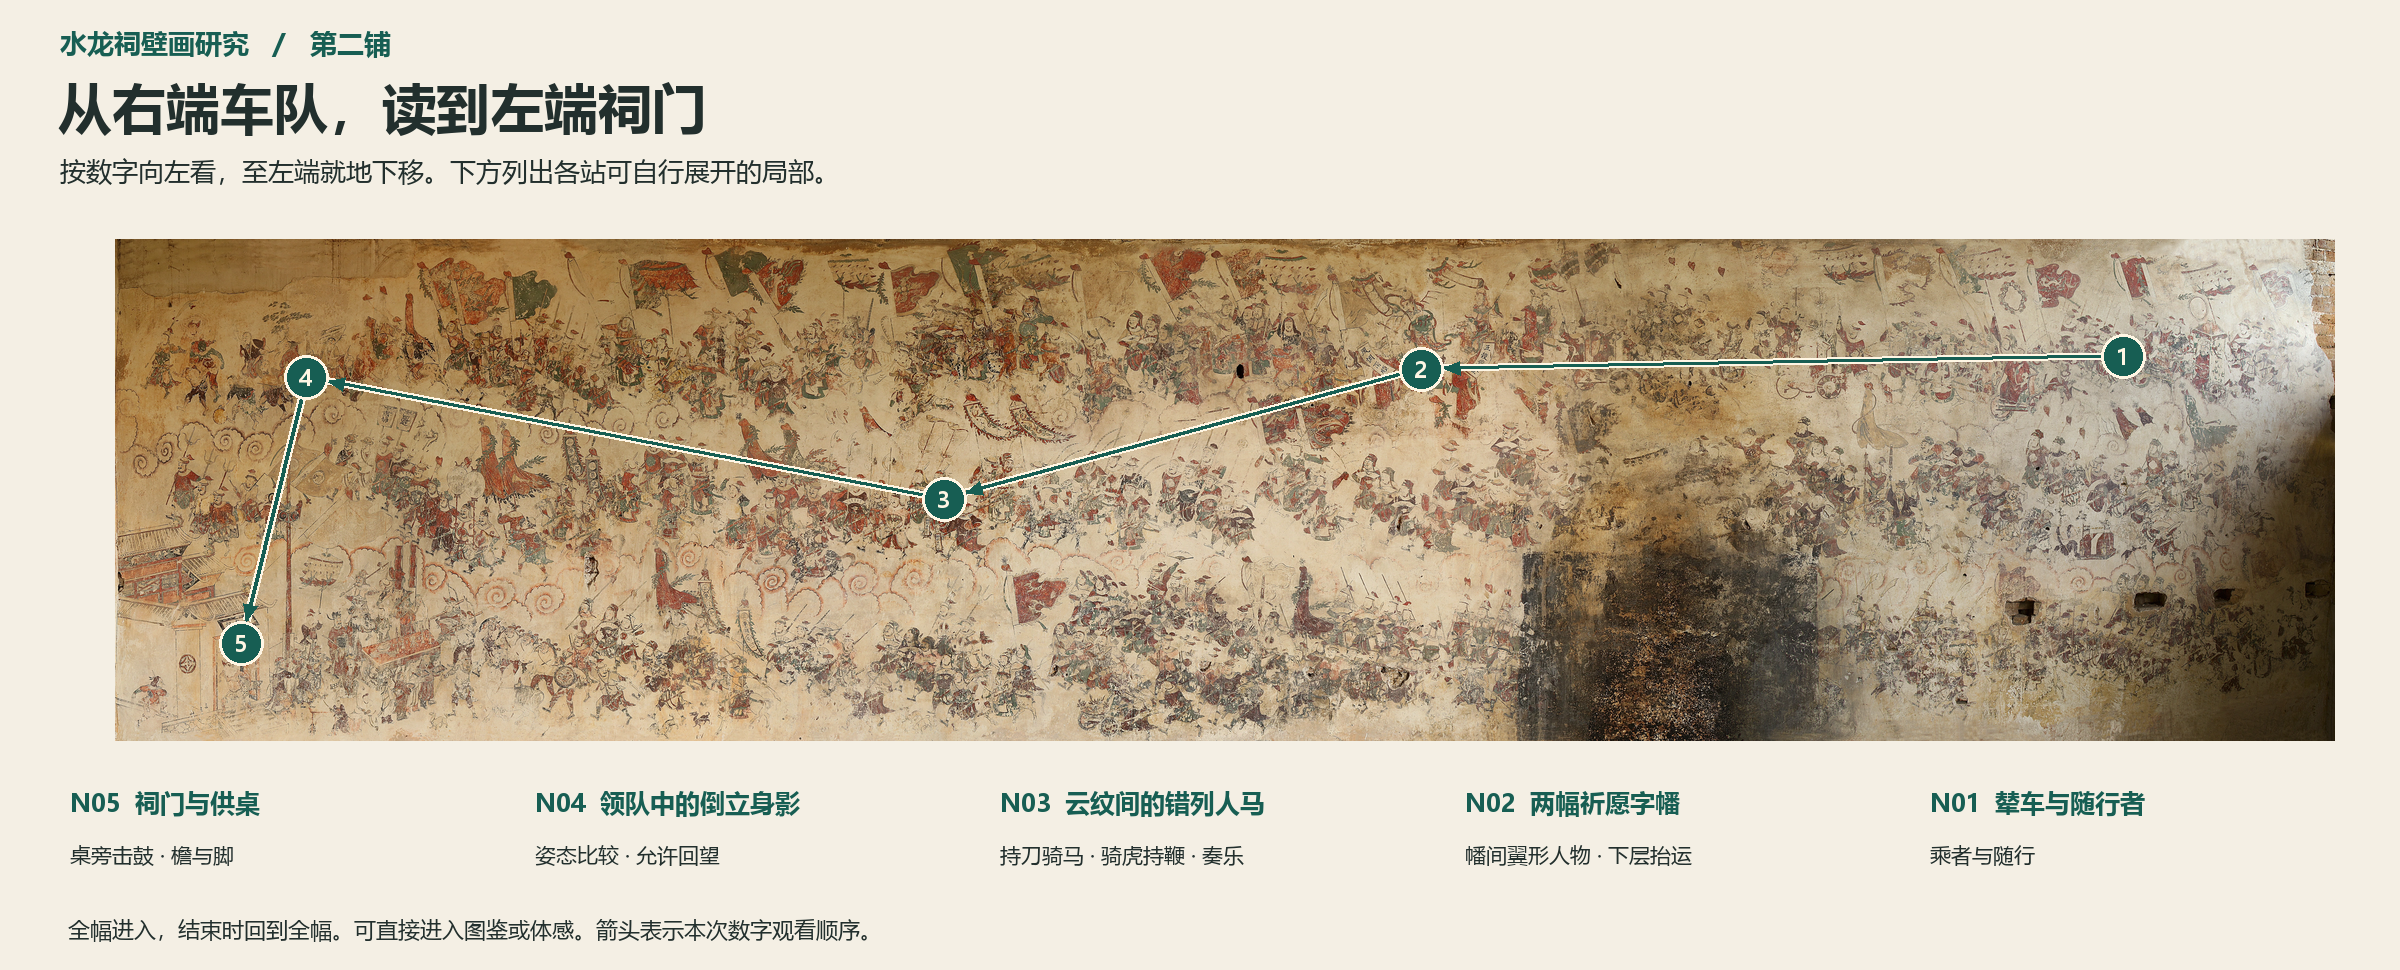 水龙祠壁画研究 / 第二铺
从右端车队，读到左端祠门
按数字向左看，至左端就地下移。下方列出各站可自行展开的局部。
1
2
3
4
5
N05 祠门与供桌
桌旁击鼓 · 檐与脚
N04 领队中的倒立身影
姿态比较 · 允许回望
N03 云纹间的错列人马
持刀骑马 · 骑虎持鞭 · 奏乐
N02 两幅祈愿字幡
幡间翼形人物 · 下层抬运
N01 辇车与随行者
乘者与随行
全幅进入，结束时回到全幅。可直接进入图鉴或体感。箭头表示本次数字观看顺序。